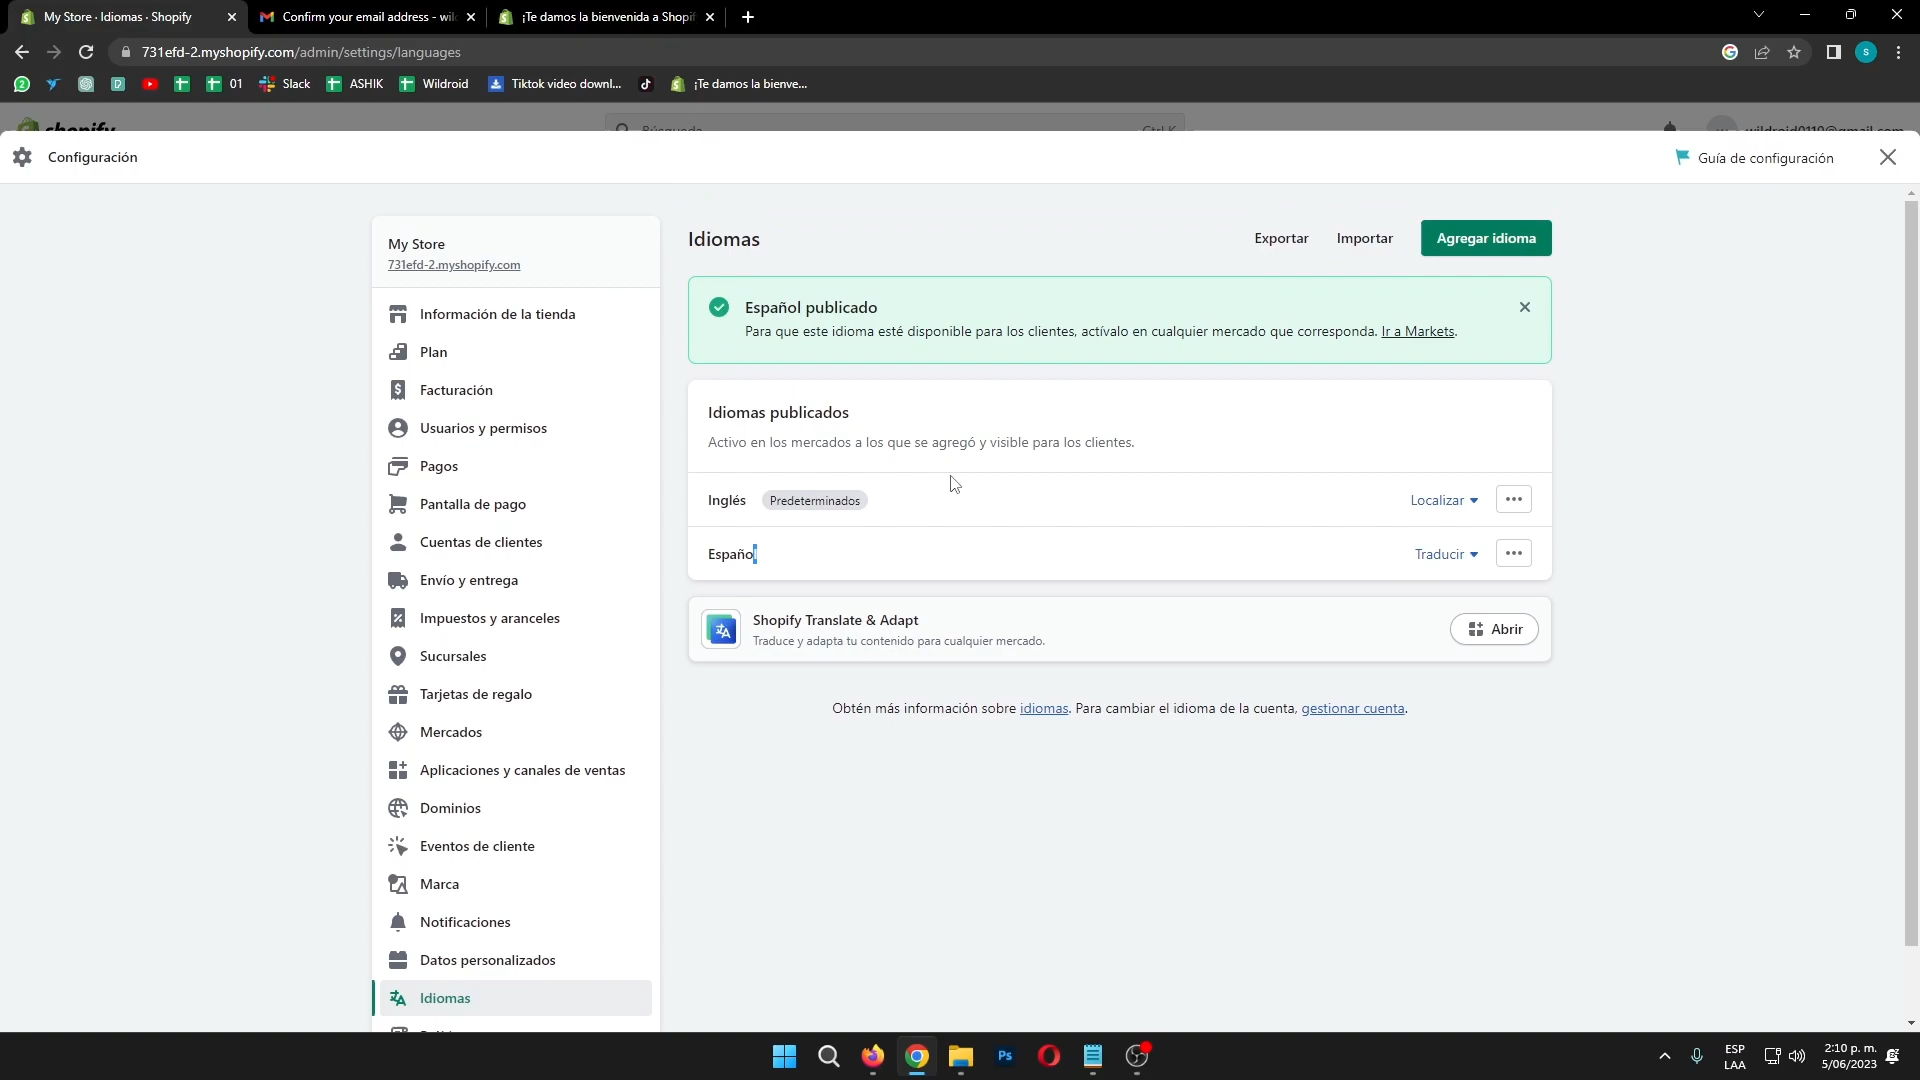 My Store · Idiomas · Shopify
Confirm your email address - wil
¡Te damos la bienvenida a Shopif
731efd-2.myshopify.com/admin/settings/languages
S
2
01
Slack
ASHIK
Wildroid
Tiktok video downl...
¡Te damos la bienve...
shopify
Búsqueda
Ctrl K
wildroid0110@gmail.com
Configuración
Guía de configuración
My Store
731efd-2.myshopify.com
Información de la tienda
Plan
Facturación
Usuarios y permisos
Pagos
Pantalla de pago
Cuentas de clientes
Envío y entrega
Impuestos y aranceles
Sucursales
Tarjetas de regalo
Mercados
Aplicaciones y canales de ventas
Dominios
Eventos de cliente
Marca
Notificaciones
Datos personalizados
Idiomas
Idiomas
Exportar
Importar
Agregar idioma
Español publicado
Para que este idioma esté disponible para los clientes, actívalo en cualquier mercado que corresponda. Ir a Markets.
Idiomas publicados
Activo en los mercados a los que se agregó y visible para los clientes.
Inglés
Predeterminados
Localizar
Español
Traducir
Shopify Translate & Adapt
Traduce y adapta tu contenido para cualquier mercado.
Abrir
Obtén más información sobre idiomas. Para cambiar el idioma de la cuenta, gestionar cuenta.
Ps
ESP
LAA
2:10 p. m.
5/06/2023